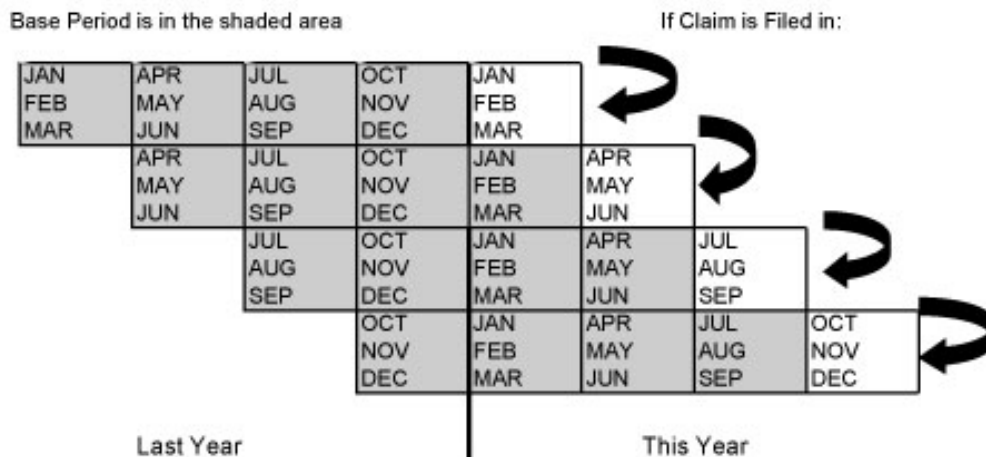 Base Period is in the shaded area If Claim is Filed in:
JAN APR JUL OCT JAN
FEB MAY AUG NOV FEB
MAR JUN SEP DEC MAR
APR JUL OCT JAN APR
MAY AUG NOV FEB MAY
JUN SEP DEC MAR JUN
JUL OCT JAN APR JUL
AUG NOV FEB MAY AUG
SEP DEC MAR JUN SEP
OCT JAN APR JUL OCT
NOV FEB MAY AUG NOV
DEC MAR JUN SEP DEC
Last Year This Year